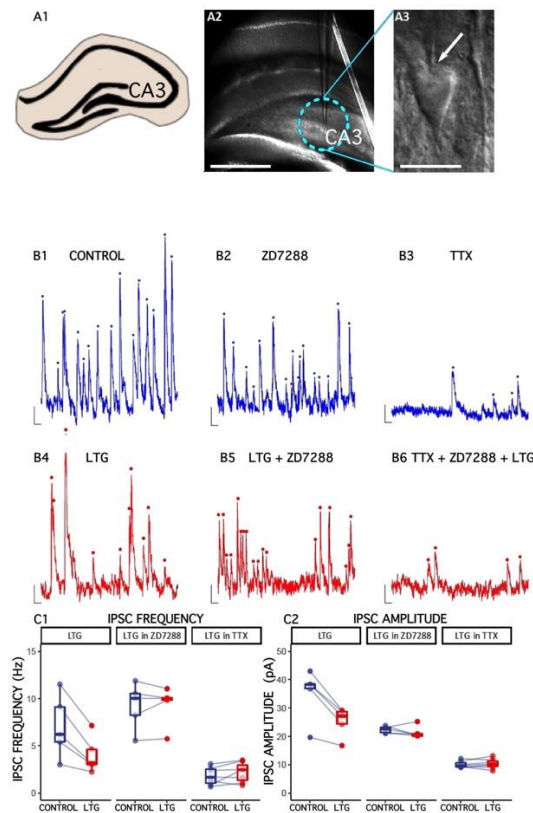 A1
CA3
A2
CA3
A3
B1 CONTROL
B2 ZD7288
B3 TTX
B4 LTG
B5 LTG + ZD7288
B6 TTX + ZD7288 + LTG
C1 IPSC FREQUENCY
LTG
LTG in ZD7288
LTG in TTX
IPSC FREQUENCY (Hz)
15
10
5
0
CONTROL LTG
CONTROL LTG
CONTROL LTG
C2 IPSC AMPLITUDE
LTG
LTG in ZD7288
LTG in TTX
IPSC AMPLITUDE (pA)
50
40
30
20
10
0
CONTROL LTG
CONTROL LTG
CONTROL LTG